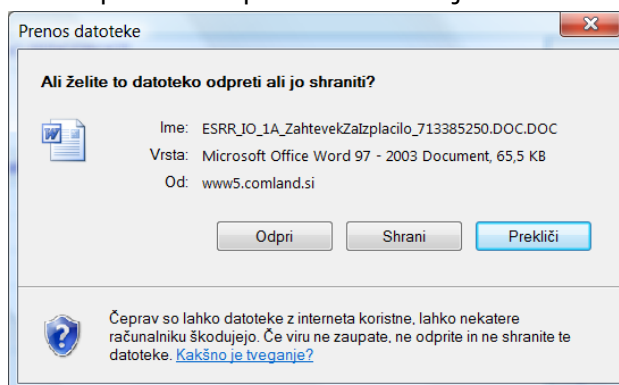 Prenos datoteke
Ali želite to datoteko odpreti ali jo shraniti?
Ime: ESRR_IO_1A_ZahtevekZaIzplacilo_713385250.DOC.DOC
Vrsta: Microsoft Office Word 97 - 2003 Document, 65,5 KB
Od: www5.comland.si
Odpri Shrani Prekliči
Čeprav so lahko datoteke z interneta koristne, lahko nekatere
računalniku škodujejo. Če viru ne zaupate, ne odprite in ne shranite te
datoteke. Kakšno je tveganje?